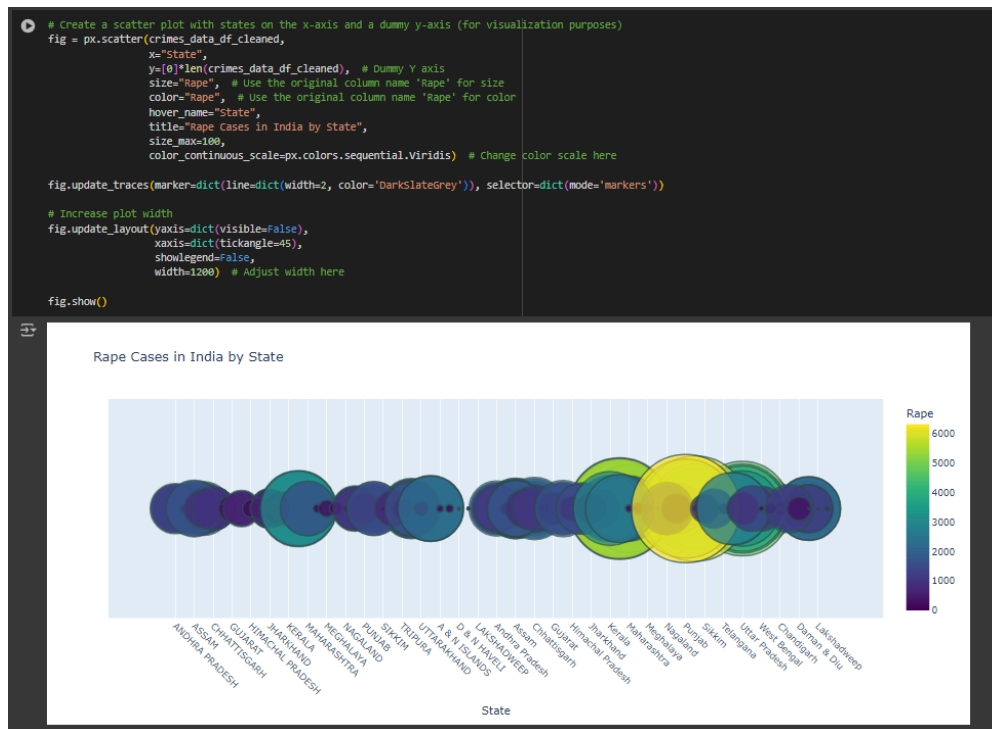 # Create a scatter plot with states on the x-axis and a dummy y-axis (for visualization purposes)
fig = px.scatter(crimes_data_df_cleaned,
x="State",
y=[0]*len(crimes_data_df_cleaned),  # Dummy Y axis
size="Rape",  # Use the original column name 'Rape' for size
color="Rape",  # Use the original column name 'Rape' for color
hover_name="State",
title="Rape Cases in India by State",
size_max=100,
color_continuous_scale=px.colors.sequential.Viridis)  # Change color scale here
fig.update_traces(marker=dict(line=dict(width=2, color='DarkSlateGrey')), selector=dict(mode='markers'))
# Increase plot width
fig.update_layout(yaxis=dict(visible=False),
xaxis=dict(tickangle=45),
showlegend=False,
width=1200)  # Adjust width here
fig.show()
Rape Cases in India by State
Rape
6000
5000
4000
3000
2000
1000
0
ANDHRA PRADESH
ASSAM
CHHATTISGARH
GUJARAT
HIMACHAL PRADESH
JHARKHAND
KERALA
MAHARASHTRA
MEGHALAYA
NAGALAND
PUNJAB
SIKKIM
TRIPURA
UTTARAKHAND
A & N ISLANDS
D & N HAVELI
LAKSHADWEEP
Andhra Pradesh
Assam
Chhattisgarh
Gujarat
Himachal Pradesh
Jharkhand
Kerala
Maharashtra
Meghalaya
Nagaland
Punjab
Sikkim
Telangana
Uttar Pradesh
West Bengal
Chandigarh
Daman & Diu
Lakshadweep
State